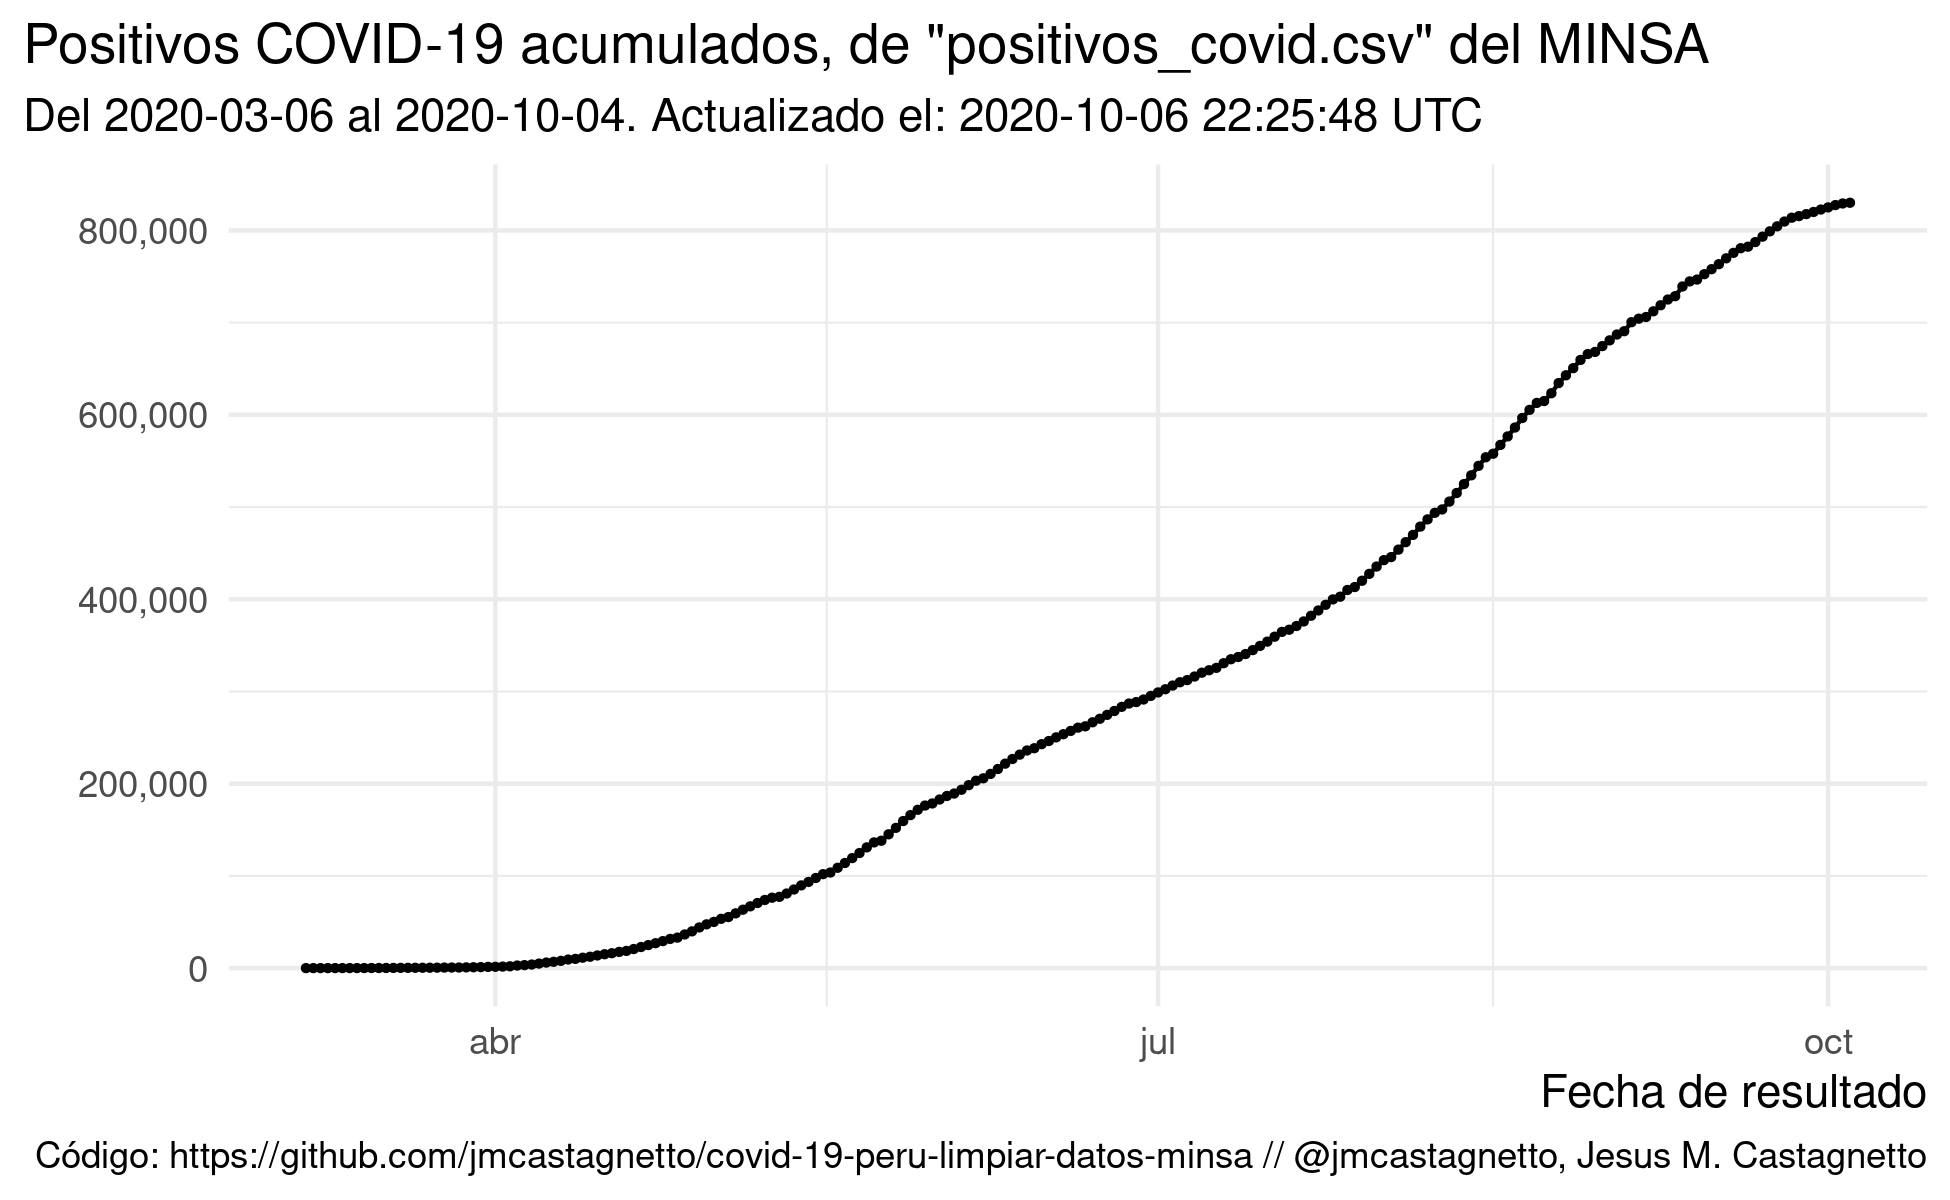 Positivos COVID-19 acumulados, de "positivos_covid.csv" del MINSA
Del 2020-03-06 al 2020-10-04. Actualizado el: 2020-10-06 22:25:48 UTC
800,000
600,000
400,000
200,000
0
abr jul oct
Fecha de resultado
Código: https://github.com/jmcastagnetto/covid-19-peru-limpiar-datos-minsa // @jmcastagnetto, Jesus M. Castagnetto